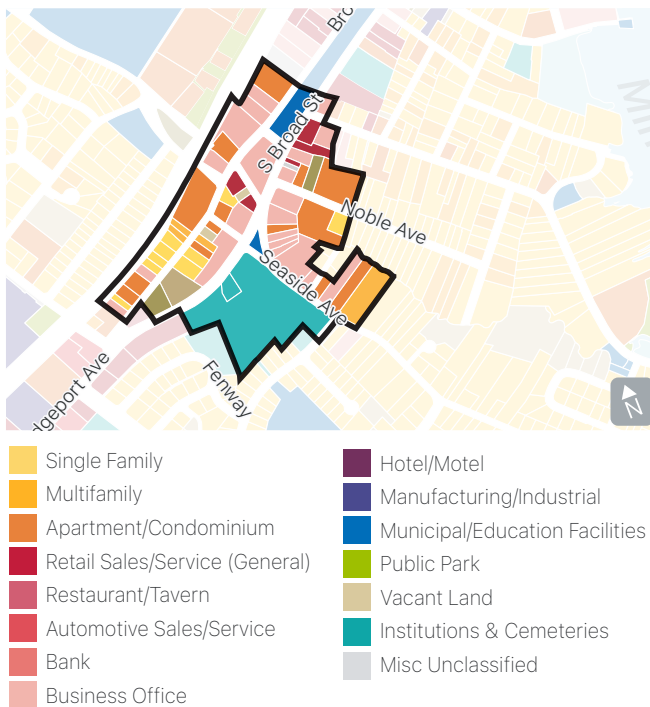 Bro
S Broad St
Noble Ave
Seaside Ave
Fenway
dgeport Ave
N
Single Family
Multifamily
Apartment/Condominium
Retail Sales/Service (General)
Restaurant/Tavern
Automotive Sales/Service
Bank
Business Office
Hotel/Motel
Manufacturing/Industrial
Municipal/Education Facilities
Public Park
Vacant Land
Institutions & Cemeteries
Misc Unclassified